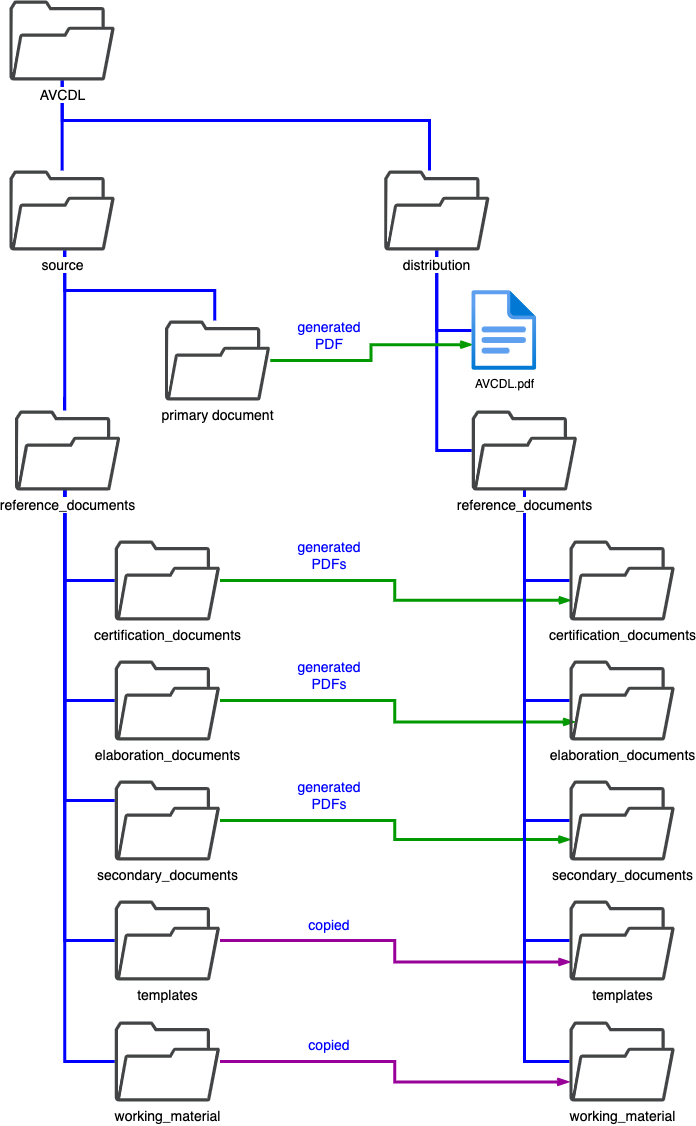 AVCDL
source
distribution
generated
PDF
AVCDL.pdf
primary document
reference_documents
reference_documents
generated
PDFs
certification_documents
certification_documents
generated
PDFs
elaboration_documents
elaboration_documents
generated
PDFs
secondary_documents
secondary_documents
copied
templates
templates
copied
working_material
working_material